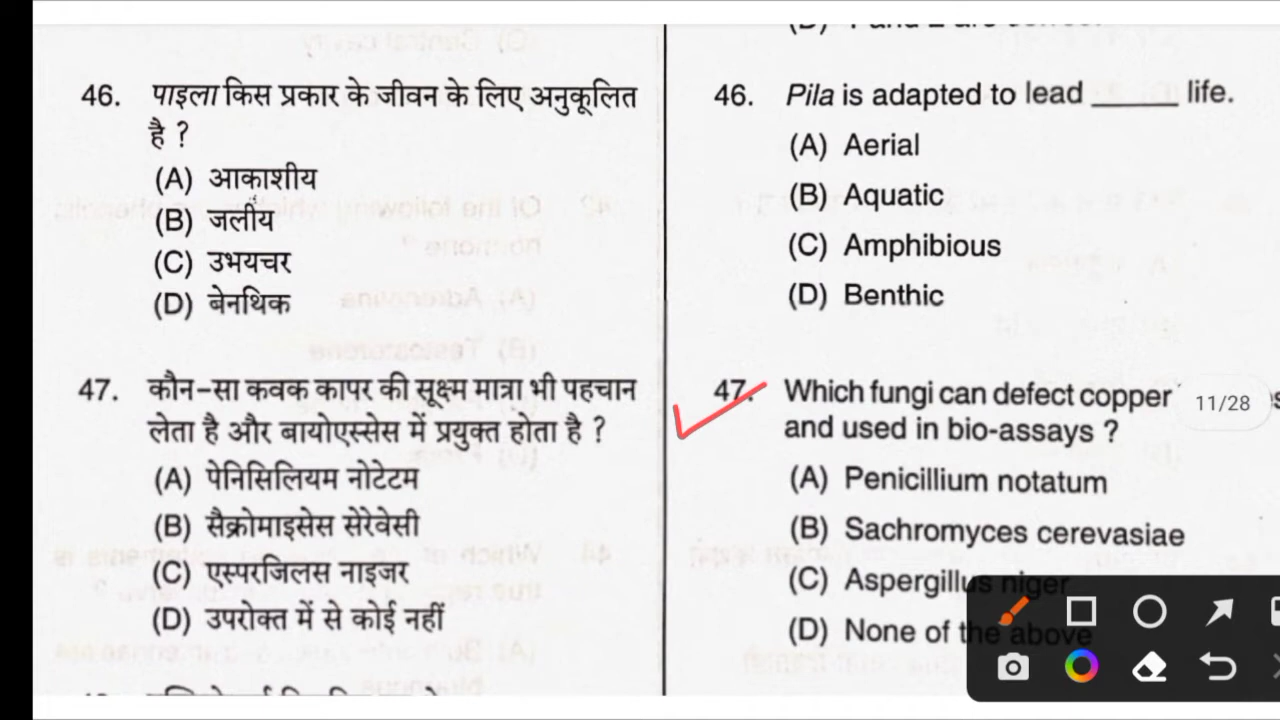 46. पाइला किस प्रकार के जीवन के लिए अनुकूलित
है ?
(A) आकाशीय
(B) जलीय
(C) उभयचर
(D) बेनथिक
47. कौन-सा कवक कापर की सूक्ष्म मात्रा भी पहचान
लेता है और बायोएस्सेस में प्रयुक्त होता है ?
(A) पेनिसिलियम नोटेटम
(B) सैक्रोमाइसेस सेरेवेसी
(C) एस्परजिलस नाइजर
(D) उपरोक्त में से कोई नहीं
46. Pila is adapted to lead ______ life.
(A) Aerial
(B) Aquatic
(C) Amphibious
(D) Benthic
47. Which fungi can defect copper
and used in bio-assays ?
(A) Penicillium notatum
(B) Sachromyces cerevasiae
(C) Aspergillus niger
(D) None of the above
11/28